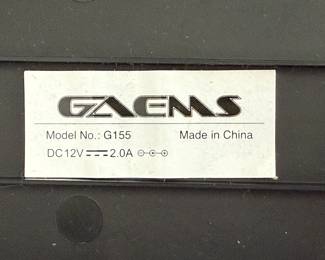 GAEMS
Model No.: G155 Made in China
DC12V⎓2.0A